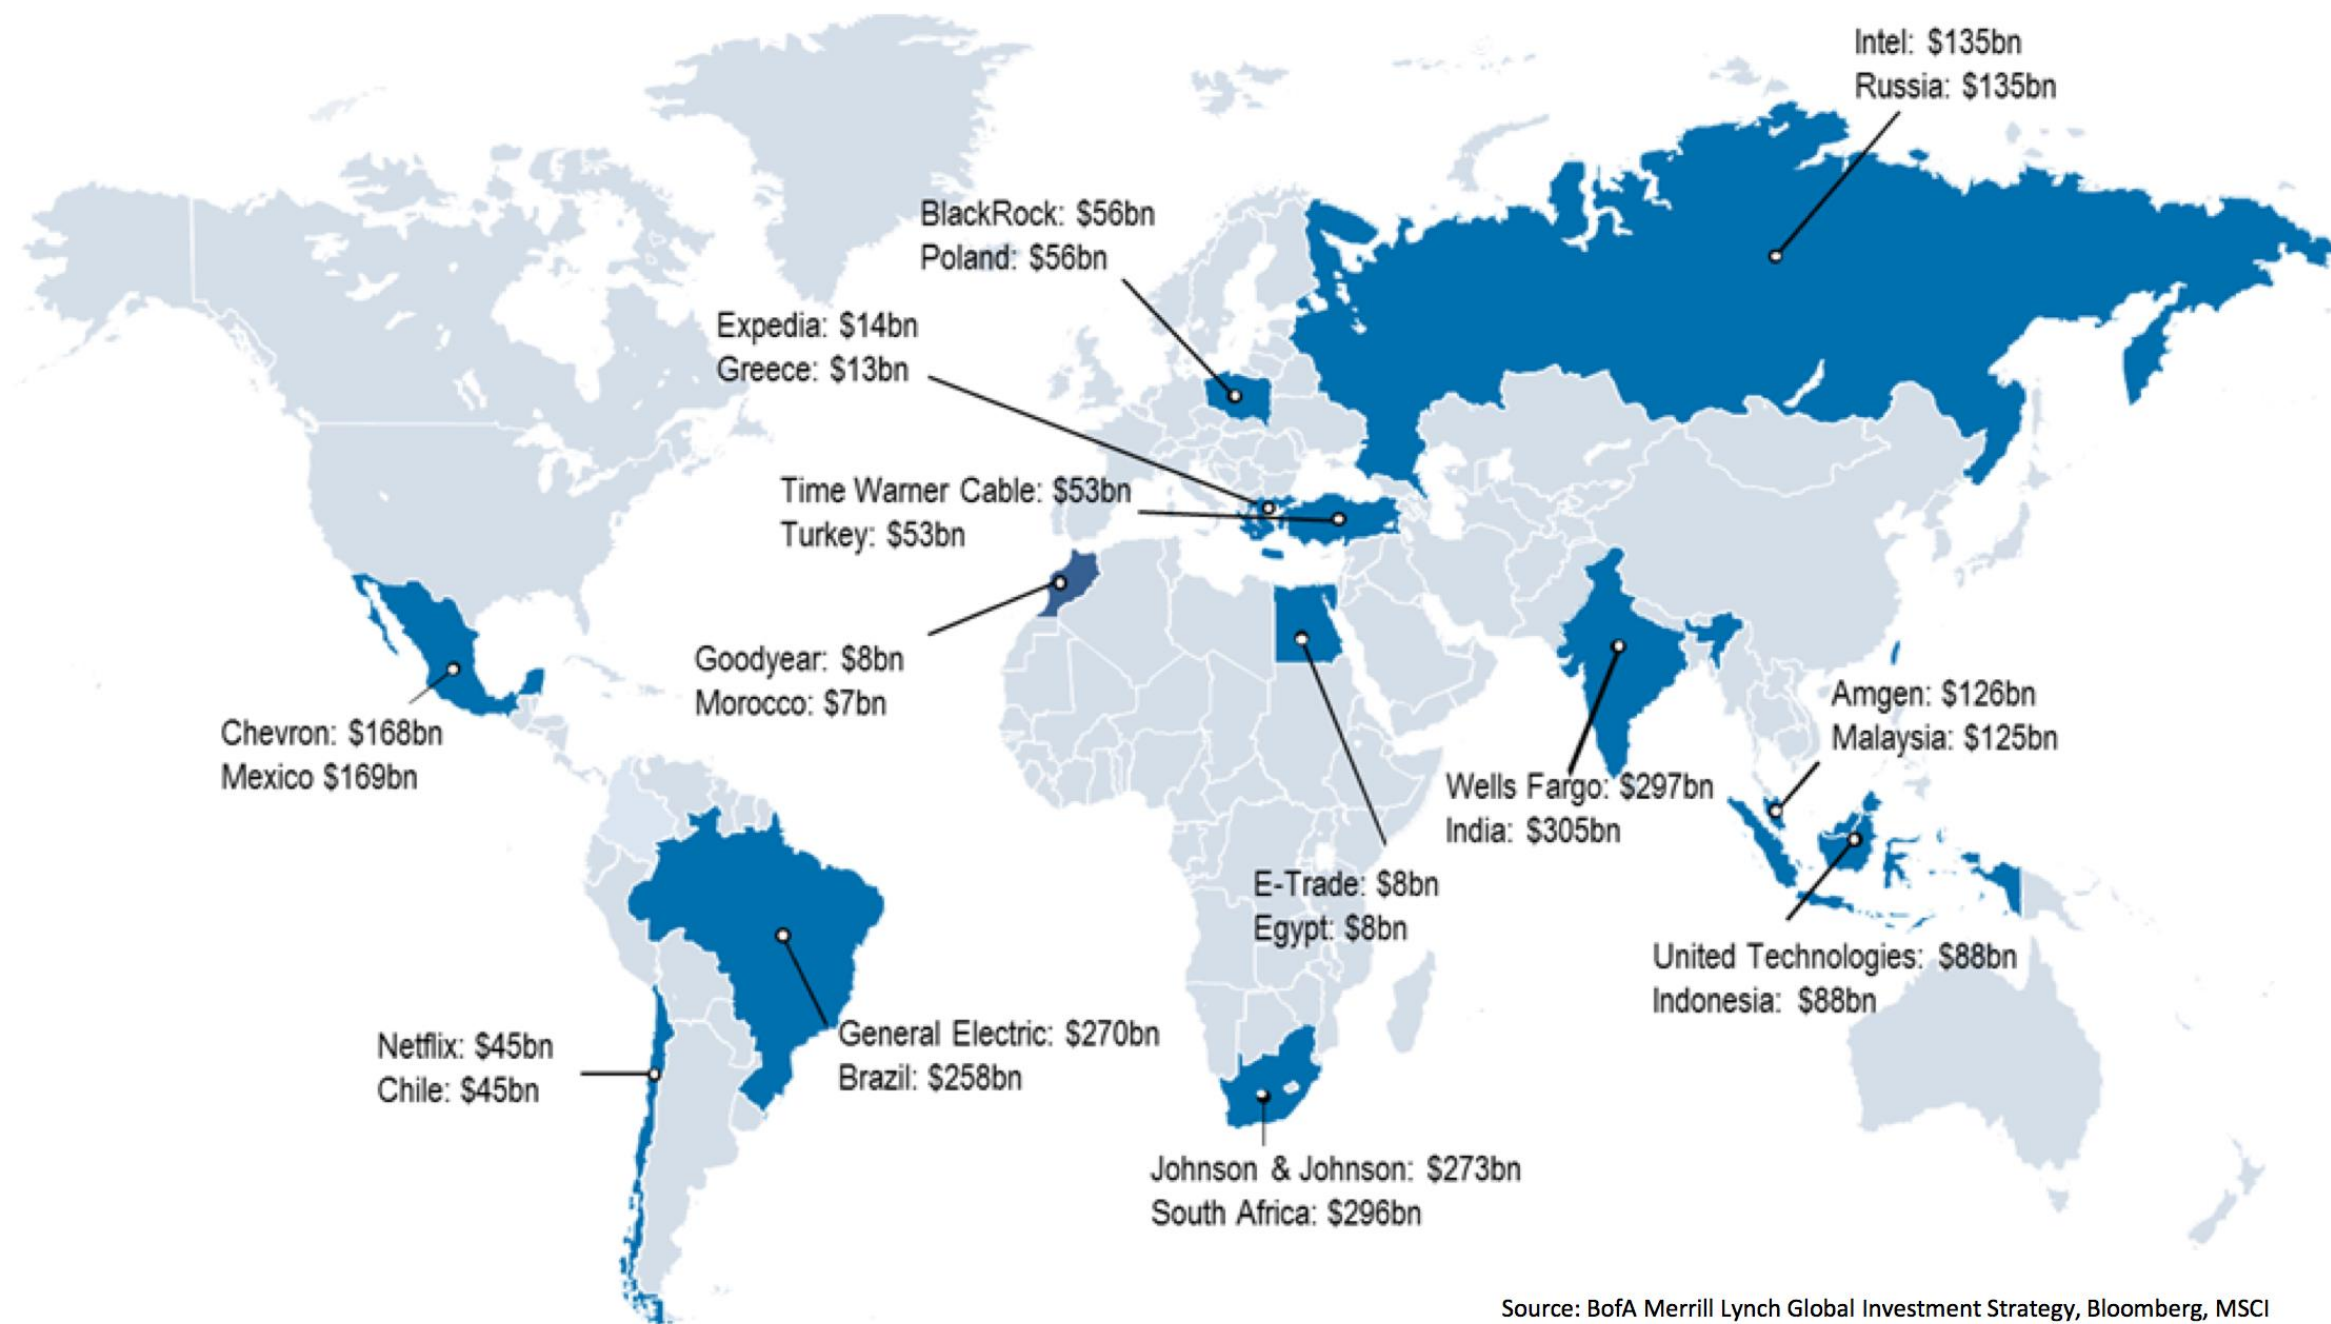 Intel: $135bn
Russia: $135bn
BlackRock: $56bn
Poland: $56bn
Expedia: $14bn
Greece: $13bn
Time Warner Cable: $53bn
Turkey: $53bn
Goodyear: $8bn
Morocco: $7bn
Chevron: $168bn
Mexico $169bn
Amgen: $126bn
Malaysia: $125bn
Wells Fargo: $297bn
India: $305bn
E-Trade: $8bn
Egypt: $8bn
United Technologies: $88bn
Indonesia: $88bn
General Electric: $270bn
Brazil: $258bn
Netflix: $45bn
Chile: $45bn
Johnson & Johnson: $273bn
South Africa: $296bn
Source: BofA Merrill Lynch Global Investment Strategy, Bloomberg, MSCI